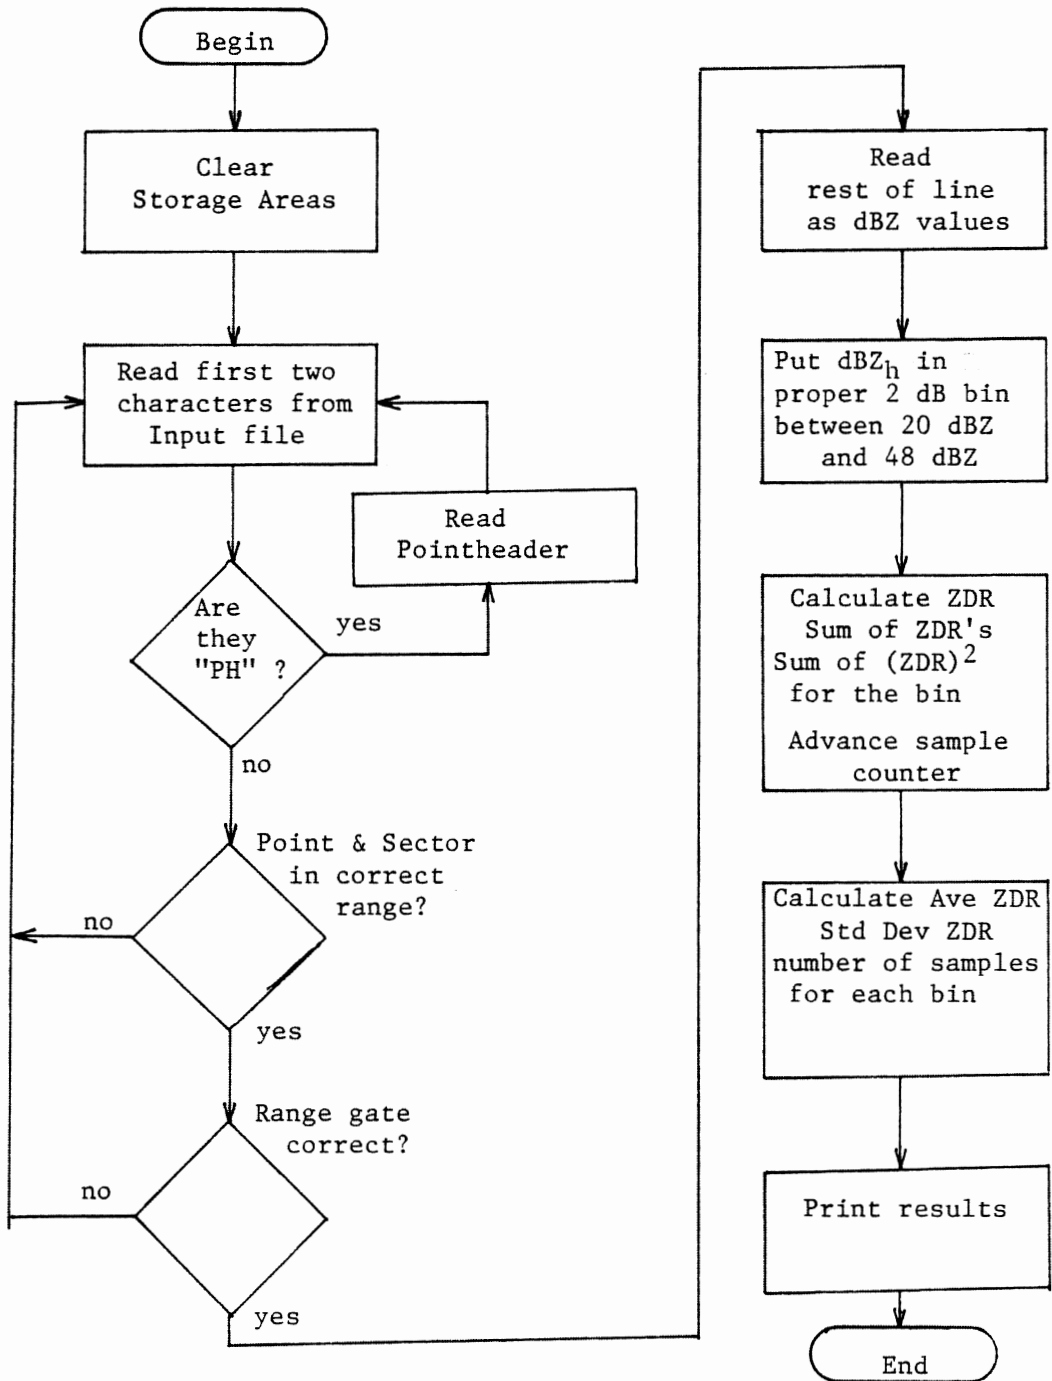 Begin
Clear
Storage Areas
Read first two
characters from
Input file
Read
Pointheader
Are
they
"PH" ?
yes
no
Point & Sector
in correct
range?
no
yes
Range gate
correct?
no
yes
Read
rest of line
as dBZ values
Put dBZh in
proper 2 dB bin
between 20 dBZ
and 48 dBZ
Calculate ZDR
Sum of ZDR's
Sum of (ZDR)2
for the bin
Advance sample
counter
Calculate Ave ZDR
Std Dev ZDR
number of samples
for each bin
Print results
End